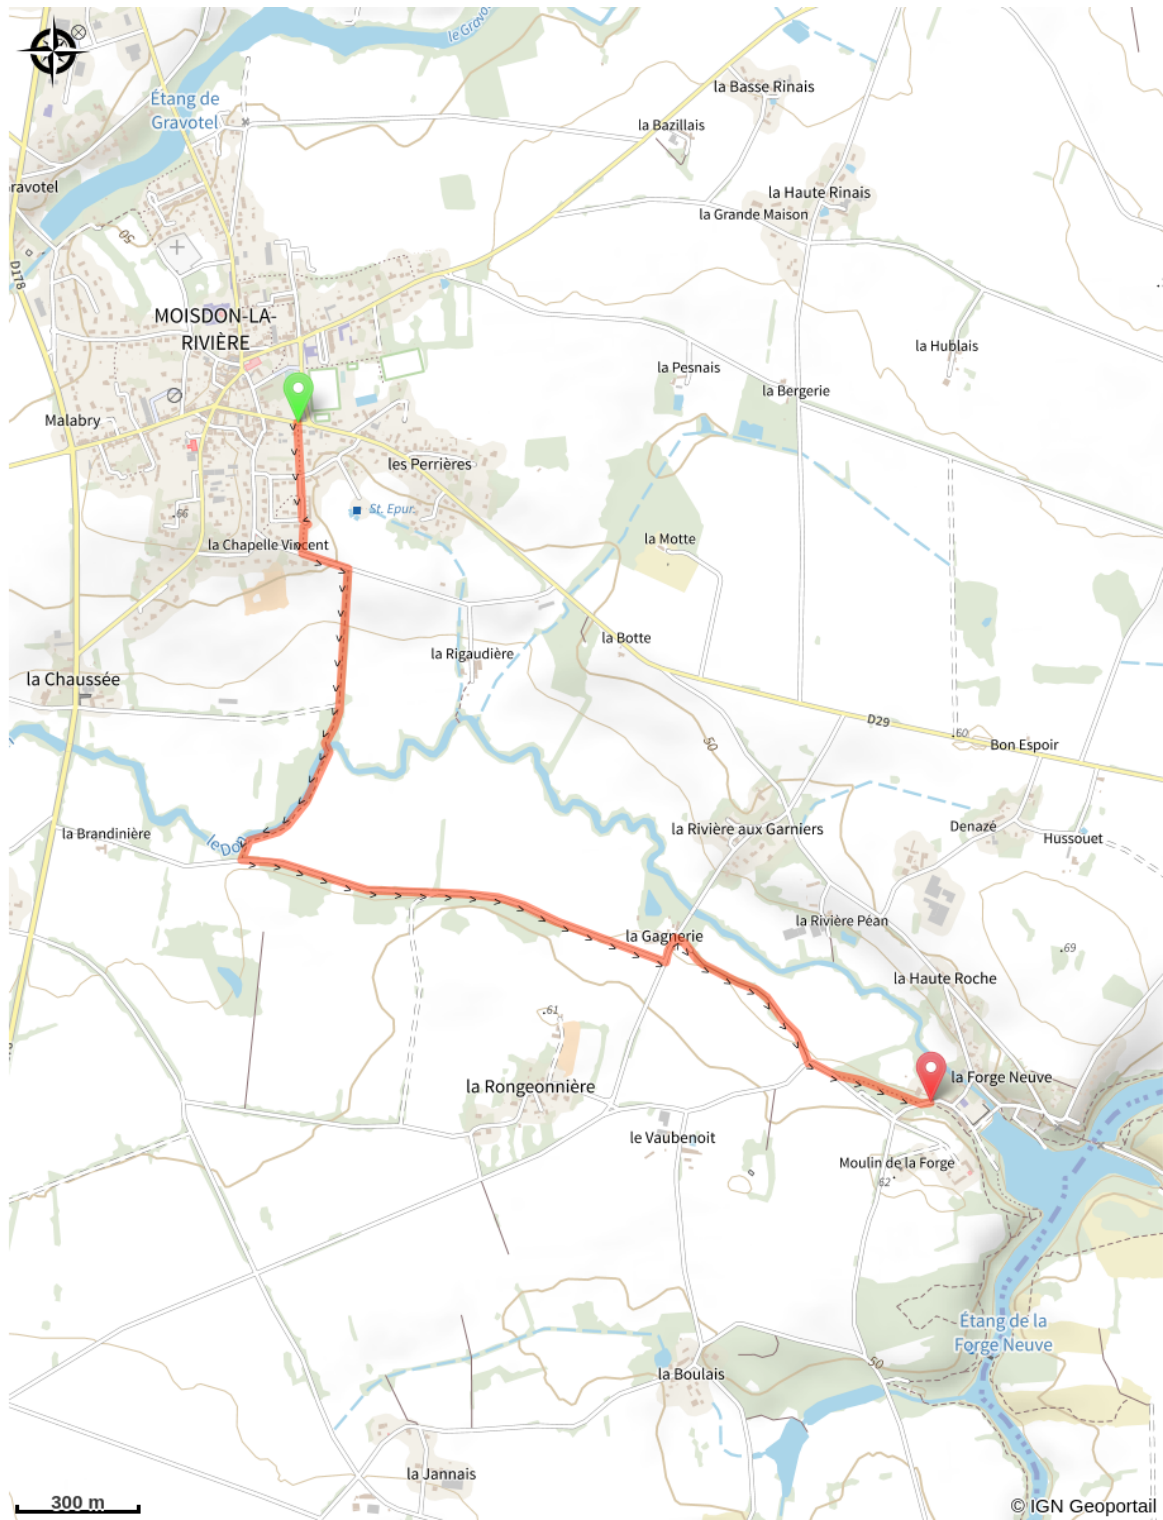 le Gravo
la Basse Rinais
Étang de
Gravotel
la Bazillais
ravotel
la Haute Rinais
la Grande Maison
50
D178
MOISDON-LA-
RIVIÈRE
la Hublais
la Pesnais
la Bergerie
Malabry
les Perrières
St. Epur.
66
la Chapelle Vincent
la Motte
la Botte
la Rigaudière
la Chaussée
D29
60
50
Bon Espoir
la Brandinière
le Don
la Rivière aux Garniers
Denazé
Hussouet
la Rivière Péan
la Gagnerie
69
la Haute Roche
61
la Forge Neuve
la Rongeonnière
le Vaubenoit
Moulin de la Forge
62
Étang de la
Forge Neuve
50
la Boulais
la Jannais
300 m
© IGN Geoportail